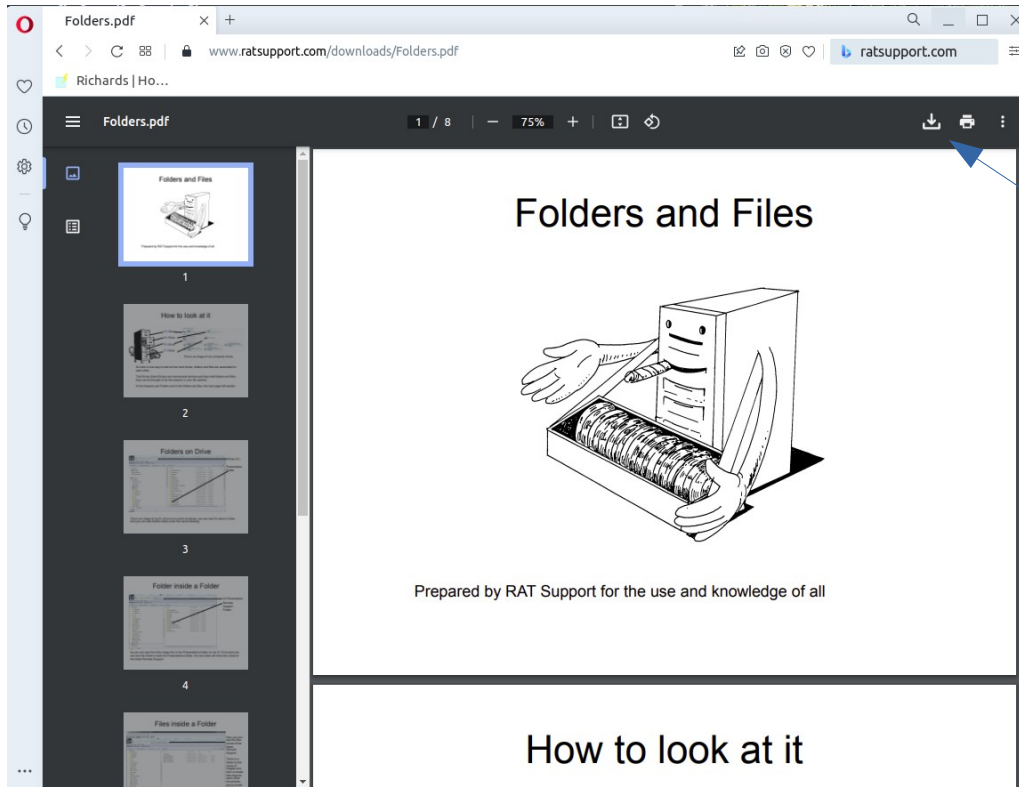 Folders.pdf
www.ratsupport.com/downloads/Folders.pdf
ratsupport.com
Richards | Ho...
Folders.pdf
1 / 8
75%
Folders and Files
1
How to look at it
2
Folders on Drive
3
Folder inside a Folder
4
Files inside a Folder
Folders and Files
Prepared by RAT Support for the use and knowledge of all
How to look at it